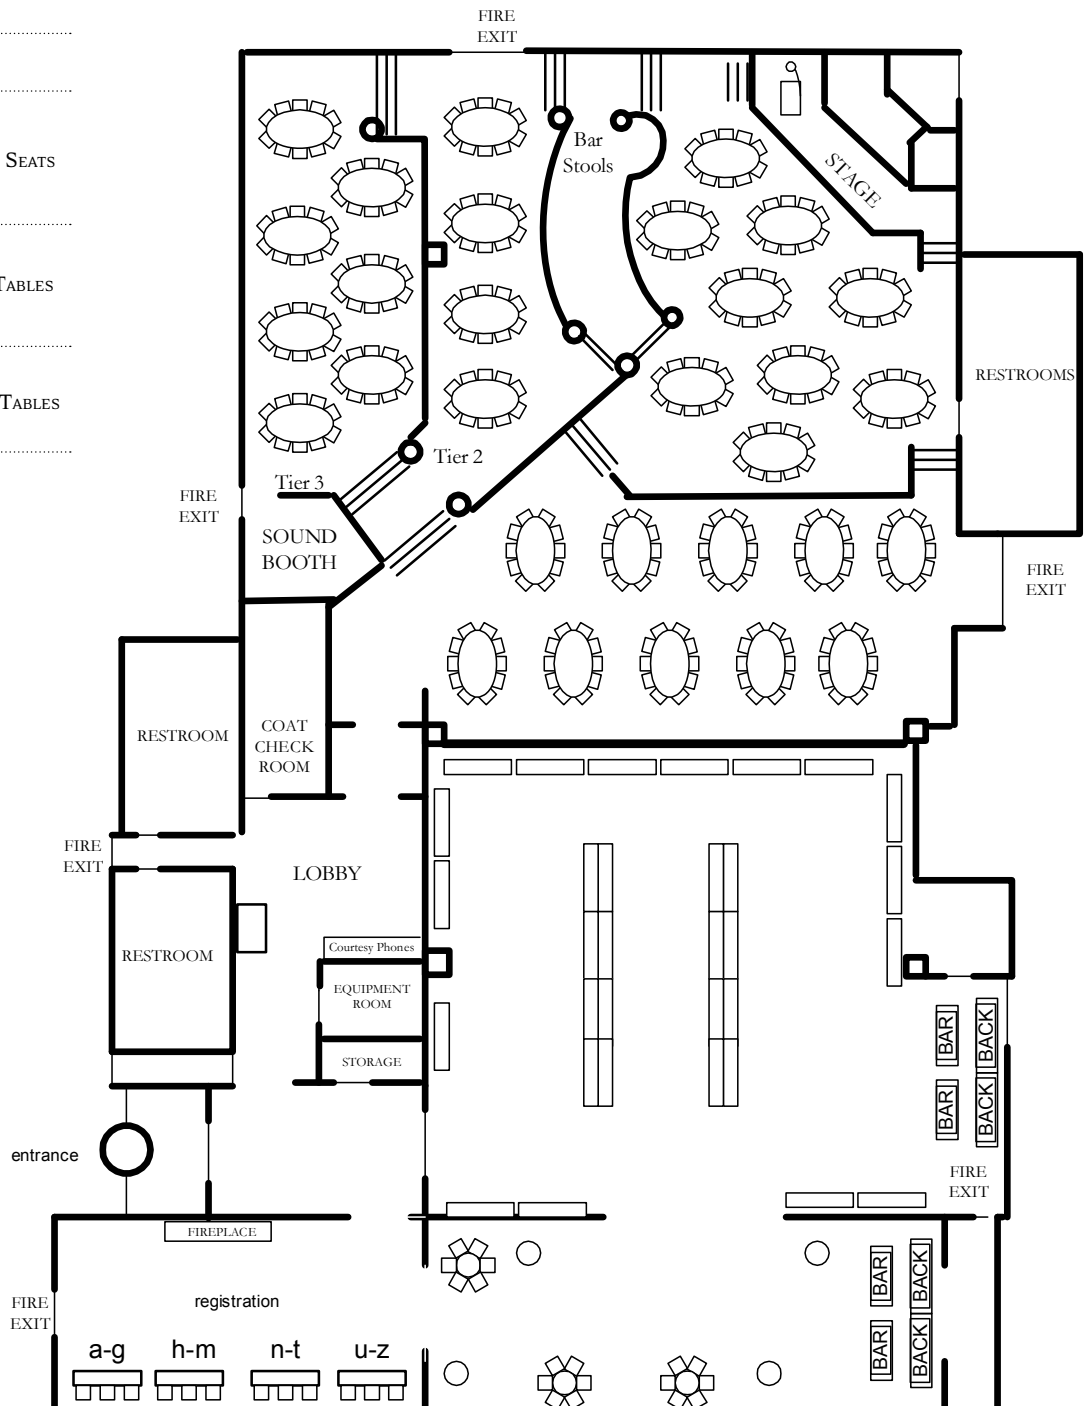 FIRE
EXIT
SEATS
TABLES
TABLES
Bar
Stools
STAGE
RESTROOMS
Tier 2
Tier 3
FIRE
EXIT
SOUND
BOOTH
FIRE
EXIT
RESTROOM
COAT
CHECK
ROOM
FIRE
EXIT
LOBBY
RESTROOM
Courtesy Phones
EQUIPMENT
ROOM
STORAGE
BAR
BACK
BAR
BACK
entrance
FIRE
EXIT
FIREPLACE
BAR
BACK
BAR
BACK
registration
FIRE
EXIT
a-g
h-m
n-t
u-z